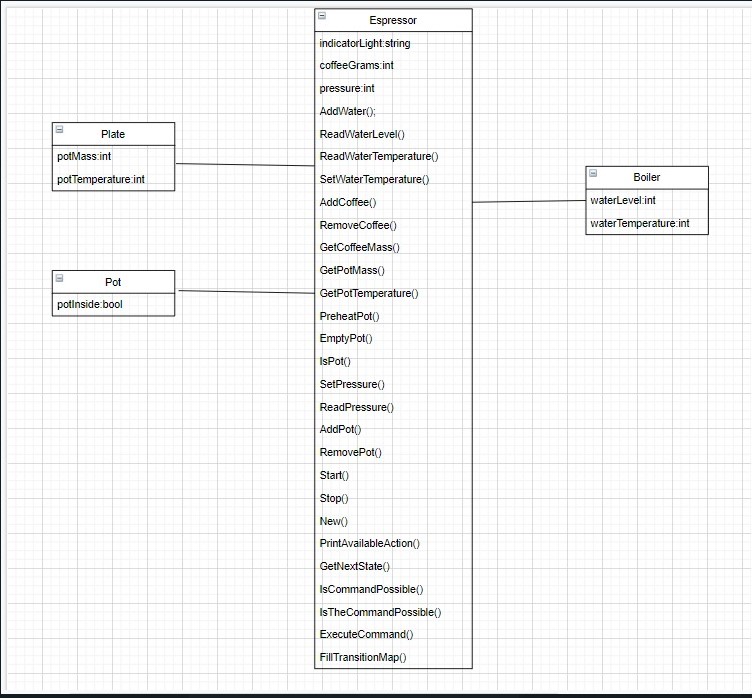 Espressor
indicatorLight:string
coffeeGrams:int
pressure:int
AddWater();
ReadWaterLevel()
ReadWaterTemperature()
SetWaterTemperature()
AddCoffee()
RemoveCoffee()
GetCoffeeMass()
GetPotMass()
GetPotTemperature()
PreheatPot()
EmptyPot()
IsPot()
SetPressure()
ReadPressure()
AddPot()
RemovePot()
Start()
Stop()
New()
PrintAvailableAction()
GetNextState()
IsCommandPossible()
IsTheCommandPossible()
ExecuteCommand()
FillTransitionMap()
Plate
potMass:int
potTemperature:int
Pot
potInside:bool
Boiler
waterLevel:int
waterTemperature:int